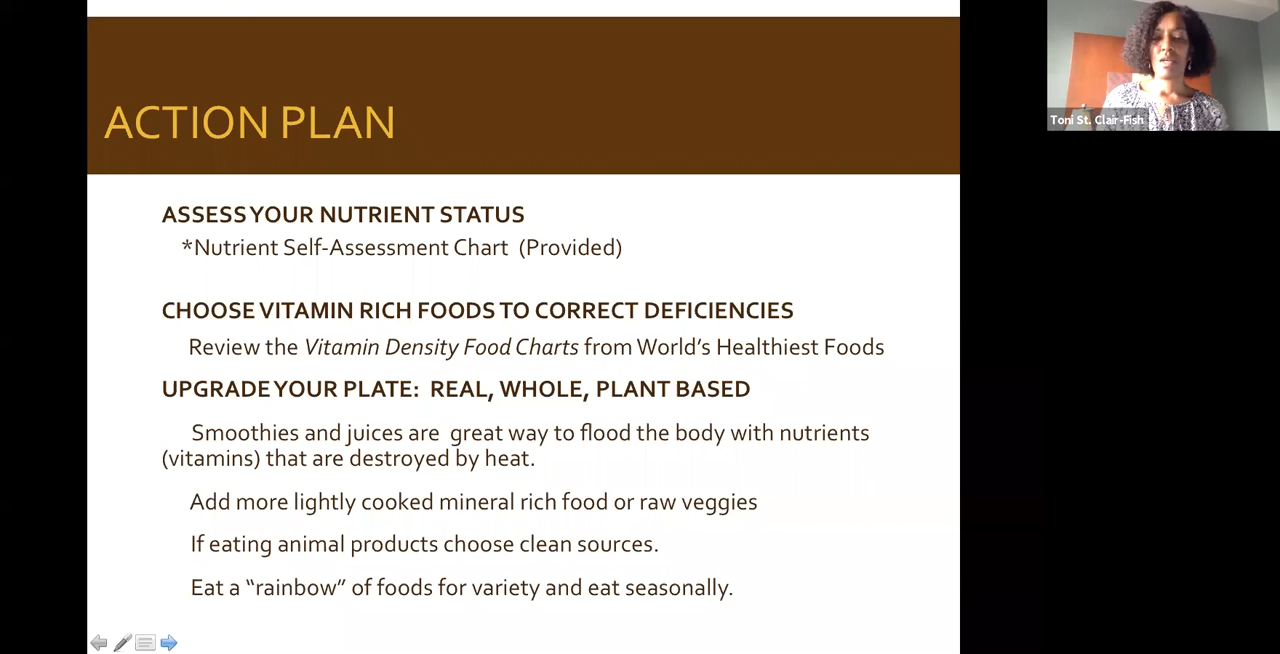 ACTION PLAN
Toni St. Clair-Fish
ASSESS YOUR NUTRIENT STATUS
*Nutrient Self-Assessment Chart (Provided)
CHOOSE VITAMIN RICH FOODS TO CORRECT DEFICIENCIES
Review the Vitamin Density Food Charts from World's Healthiest Foods
UPGRADE YOUR PLATE: REAL, WHOLE, PLANT BASED
Smoothies and juices are great way to flood the body with nutrients
(vitamins) that are destroyed by heat.
Add more lightly cooked mineral rich food or raw veggies
If eating animal products choose clean sources.
Eat a “rainbow” of foods for variety and eat seasonally.